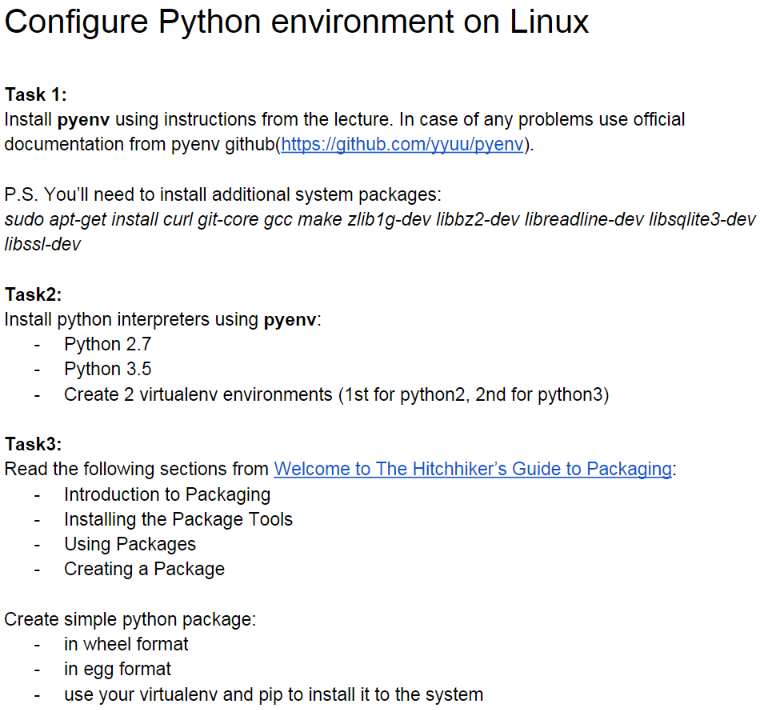 Configure Python environment on Linux
Task 1:
Install pyenv using instructions from the lecture. In case of any problems use official
documentation from pyenv github(https://github.com/yyuu/pyenv).
P.S. You'll need to install additional system packages:
sudo apt-get install curl git-core gcc make zlib1g-dev libbz2-dev libreadline-dev libsqlite3-dev
libssl-dev
Task2:
Install python interpreters using pyenv:
- Python 2.7
- Python 3.5
- Create 2 virtualenv environments (1st for python2, 2nd for python3)
Task3:
Read the following sections from Welcome to The Hitchhiker's Guide to Packaging:
- Introduction to Packaging
- Installing the Package Tools
- Using Packages
- Creating a Package
Create simple python package:
- in wheel format
- in egg format
- use your virtualenv and pip to install it to the system